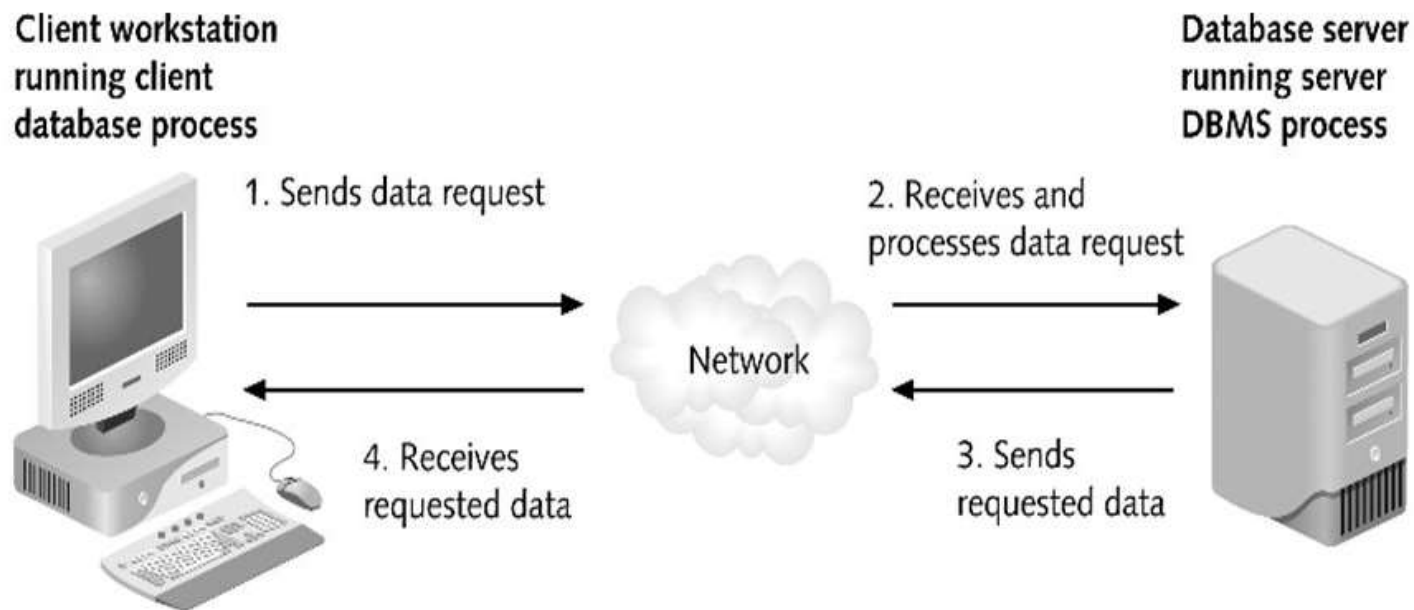 Client workstation
running client
database process
Database server
running server
DBMS process
1. Sends data request
2. Receives and
processes data request
Network
4. Receives
requested data
3. Sends
requested data